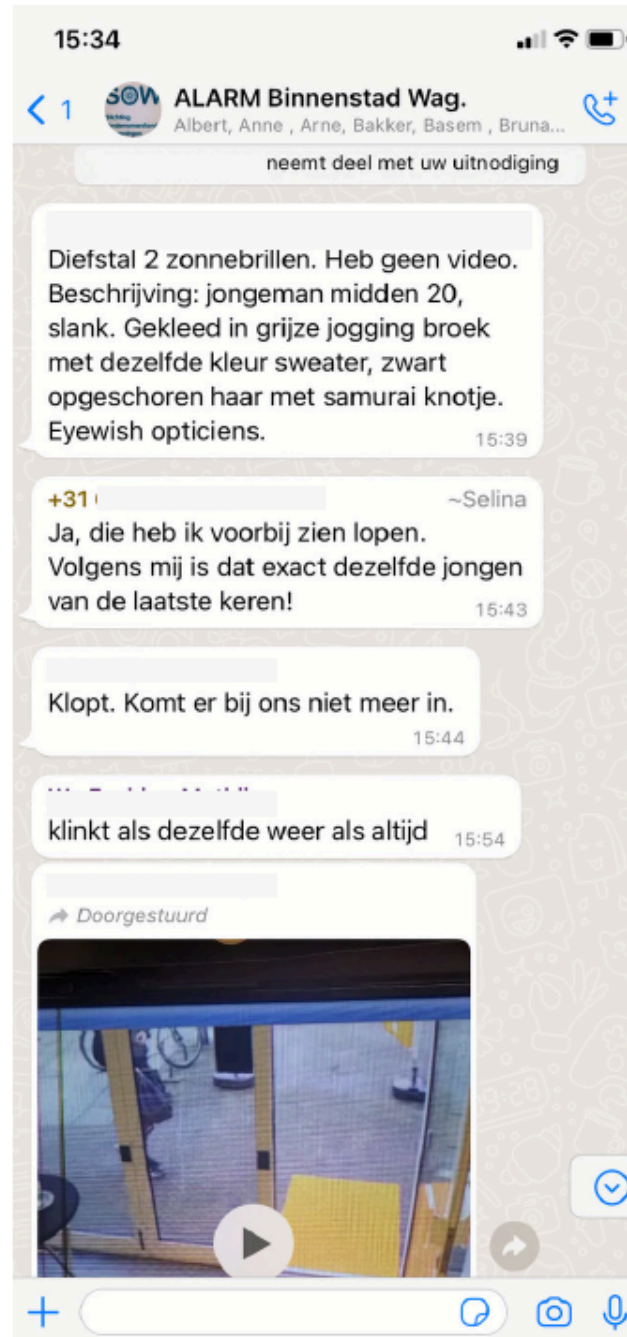 15:34
1
SOW
ALARM Binnenstad Wag.
Albert, Anne , Arne, Bakker, Basem , Bruna...
neemt deel met uw uitnodiging
Diefstal 2 zonnebrillen. Heb geen video.
Beschrijving: jongeman midden 20,
slank. Gekleed in grijze jogging broek
met dezelfde kleur sweater, zwart
opgeschoren haar met samurai knotje.
Eyewish opticiens.
15:39
+31
~Selina
Ja, die heb ik voorbij zien lopen.
Volgens mij is dat exact dezelfde jongen
van de laatste keren!
15:43
Klopt. Komt er bij ons niet meer in.
15:44
klinkt als dezelfde weer als altijd 15:54
Doorgestuurd